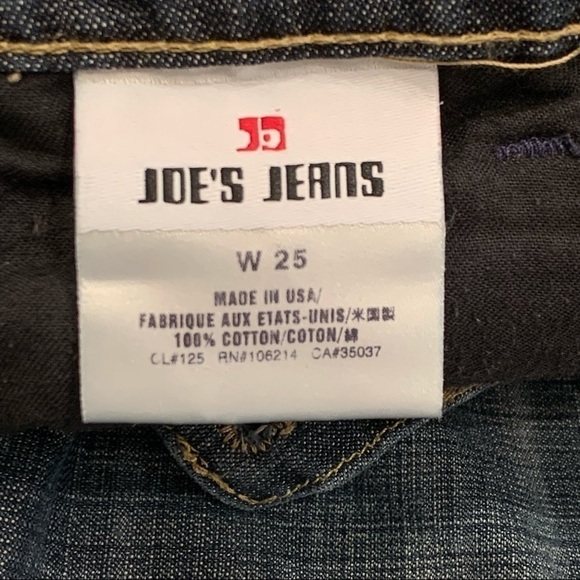 JOE'S JEANS
W 25
MADE IN USA/
FABRIQUE AUX ETATS-UNIS/米国製
100% COTTON/COTON/綿
CL#125 RN#106214 CA#35037